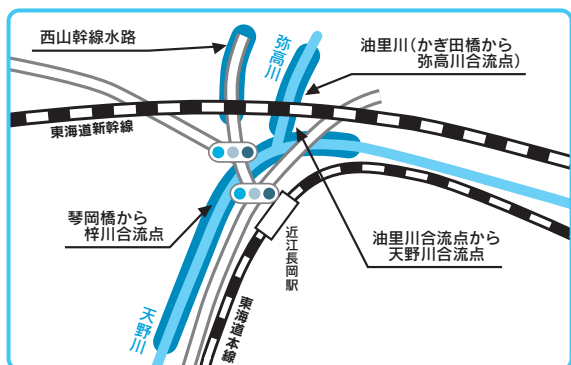 西山幹線水路
弥高川
油里川（かぎ田橋から
弥高川合流点）
東海道新幹線
琴岡橋から
梓川合流点
近江長岡駅
油里川合流点から
天野川合流点
天野川
東海道本線